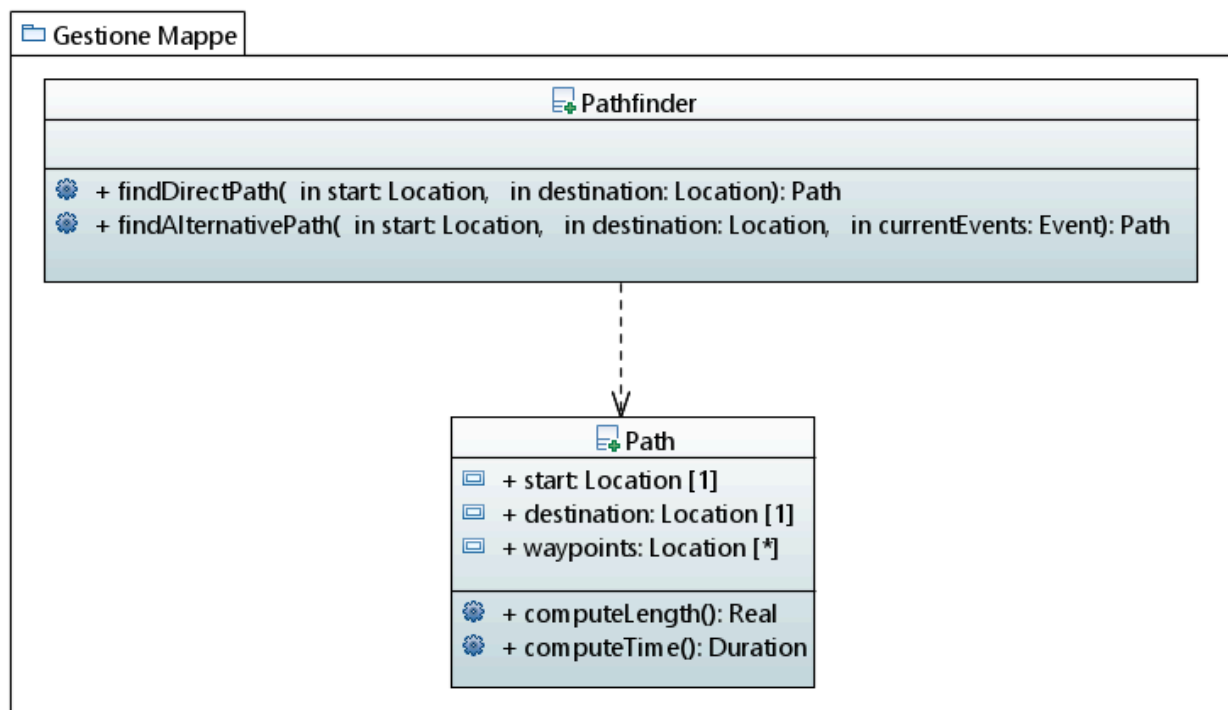 Gestione Mappe
Pathfinder
+ findDirectPath( in start: Location, in destination: Location): Path
+ findAlternativePath( in start: Location, in destination: Location, in currentEvents: Event): Path
Path
+ start: Location [1]
+ destination: Location [1]
+ waypoints: Location [*]
+ computeLength(): Real
+ computeTime(): Duration